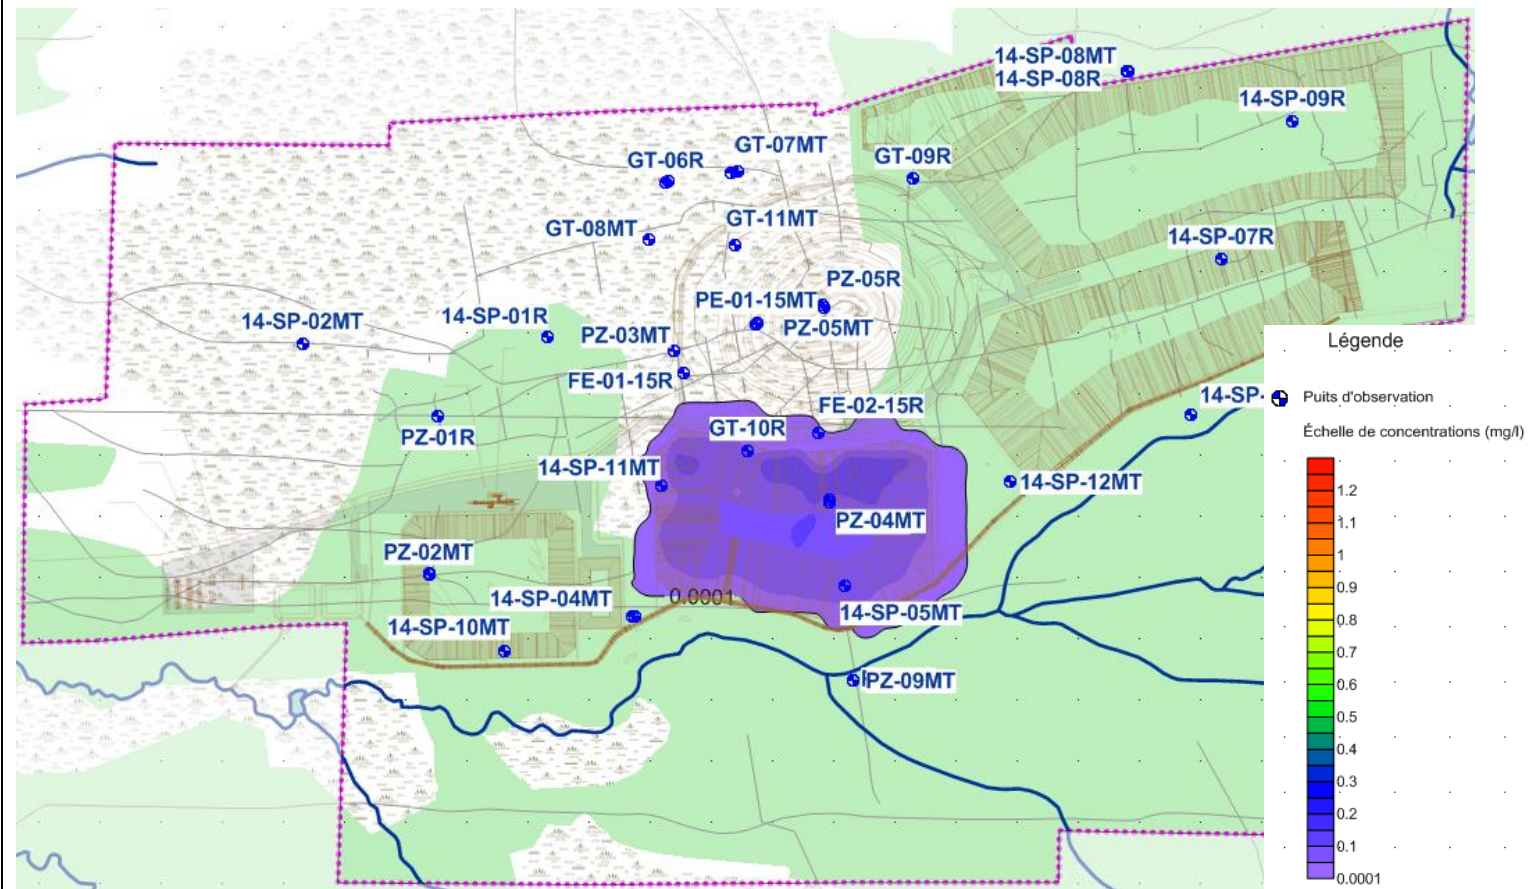 14-SP-08MT
14-SP-08R
14-SP-09R
GT-07MT
GT-06R
GT-09R
GT-11MT
GT-08MT
14-SP-07R
PZ-05R
PE-01-15MT
14-SP-02MT
14-SP-01R
PZ-05MT
PZ-03MT
FE-01-15R
14-SP-
FE-02-15R
PZ-01R
GT-10R
14-SP-11MT
14-SP-12MT
PZ-04MT
PZ-02MT
14-SP-04MT
0.0001
14-SP-05MT
14-SP-10MT
PZ-09MT
Légende
Puits d'observation
Échelle de concentrations (mg/l)
1.2
1.1
1
0.9
0.8
0.7
0.6
0.5
0.4
0.3
0.2
0.1
0.0001